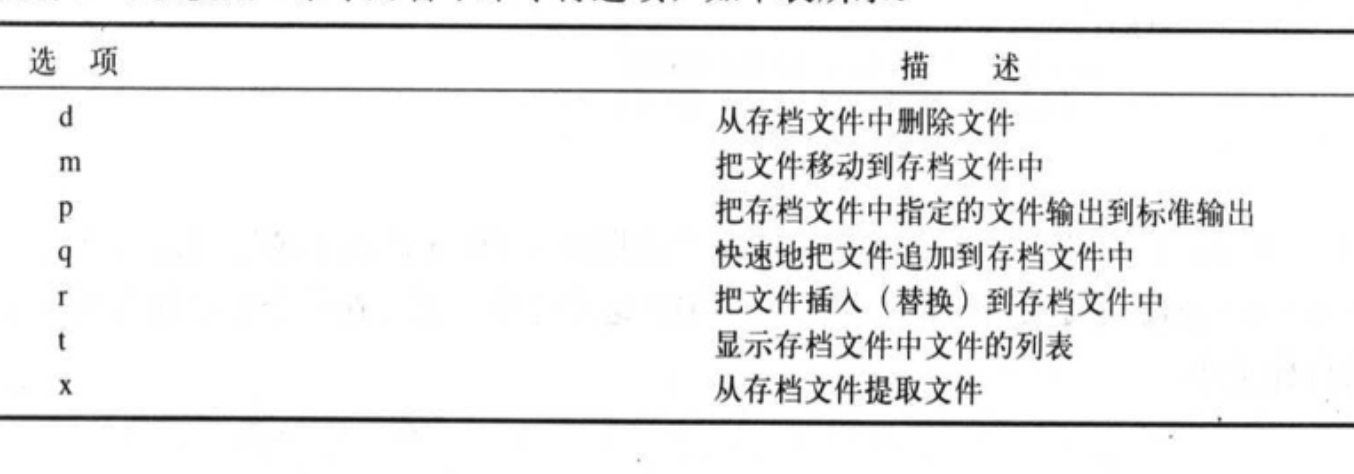 选 项 描 述
d 从存档文件中删除文件
m 把文件移动到存档文件中
p 把存档文件中指定的文件输出到标准输出
q 快速地把文件追加到存档文件中
r 把文件插入（替换）到存档文件中
t 显示存档文件中文件的列表
x 从存档文件提取文件